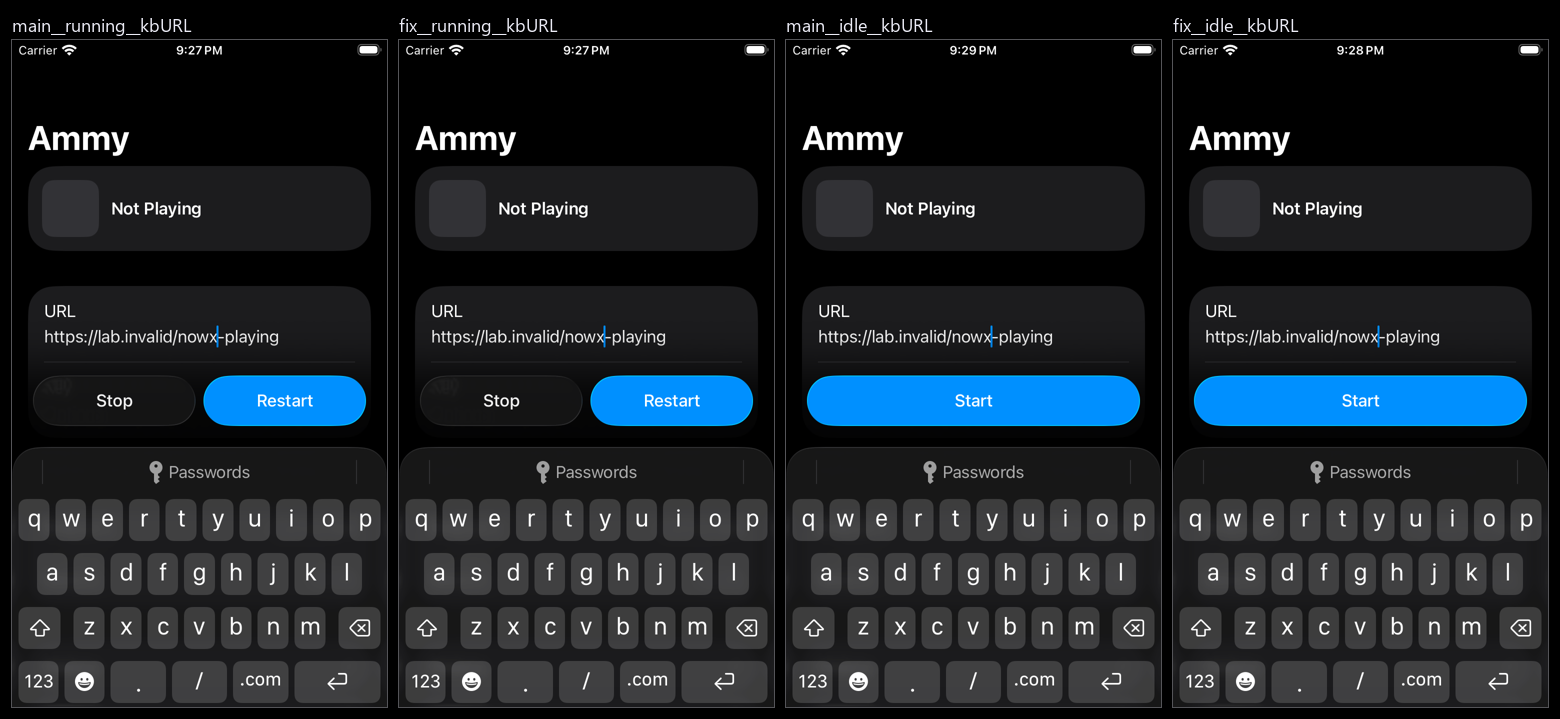 main__running__kbURL
Carrier 9:27 PM
Ammy
Not Playing
URL
https://lab.invalid/nowx-playing
Stop Restart
Passwords
q w e r t y u i o p
a s d f g h j k l
z x c v b n m
123 . / .com
fix__running__kbURL
Carrier 9:27 PM
Ammy
Not Playing
URL
https://lab.invalid/nowx-playing
Stop Restart
Passwords
q w e r t y u i o p
a s d f g h j k l
z x c v b n m
123 . / .com
main__idle__kbURL
Carrier 9:29 PM
Ammy
Not Playing
URL
https://lab.invalid/nowx-playing
Start
Passwords
q w e r t y u i o p
a s d f g h j k l
z x c v b n m
123 . / .com
fix__idle__kbURL
Carrier 9:28 PM
Ammy
Not Playing
URL
https://lab.invalid/nowx-playing
Start
Passwords
q w e r t y u i o p
a s d f g h j k l
z x c v b n m
123 . / .com